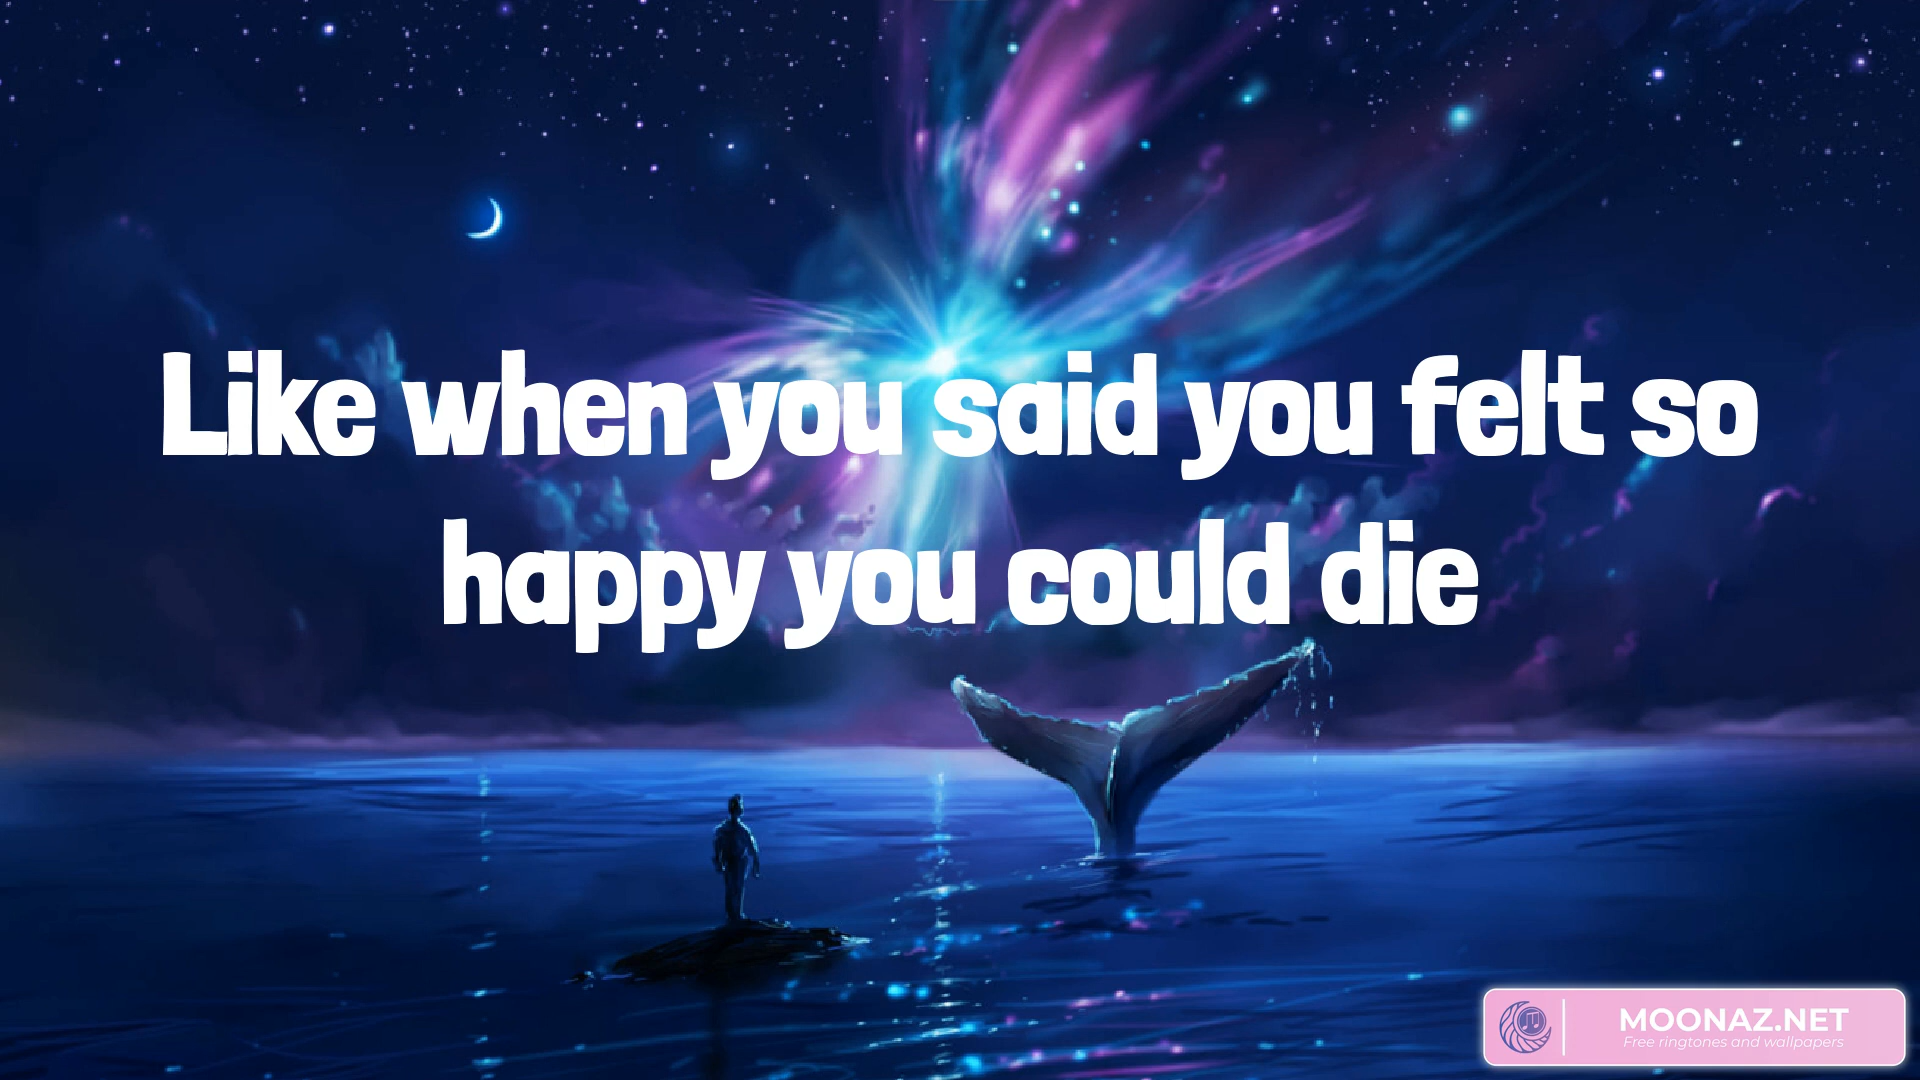 Like when you said you felt so
happy you could die
MOONAZ.NET
Free ringtones and wallpapers